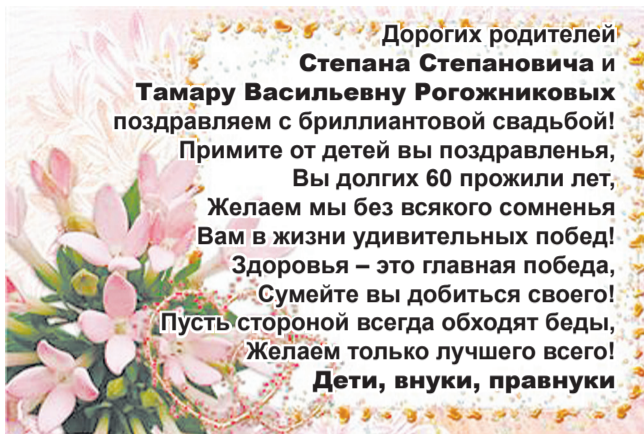 Дорогих родителей
Степана Степановича и
Тамару Васильевну Рогожниковых
поздравляем с бриллиантовой свадьбой!
Примите от детей вы поздравленья,
Вы долгих 60 прожили лет,
Желаем мы без всякого сомненья
Вам в жизни удивительных побед!
Здоровья – это главная победа,
Сумейте вы добиться своего!
Пусть стороной всегда обходят беды,
Желаем только лучшего всего!
Дети, внуки, правнуки